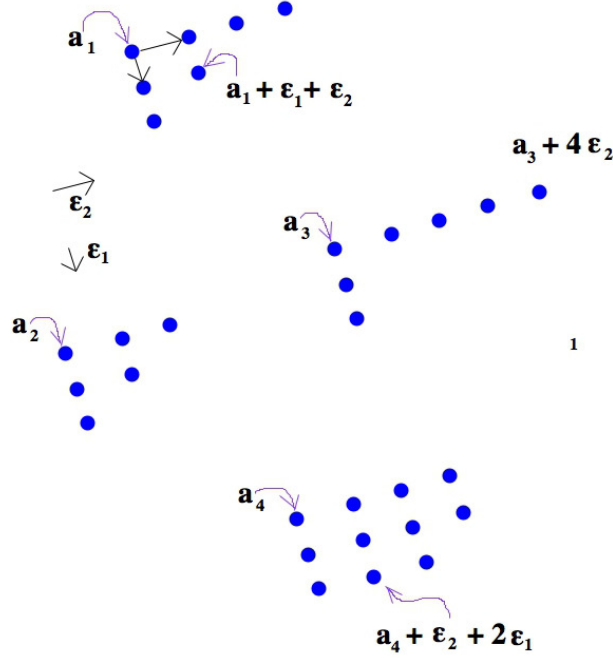 a₁
a₁ + ε₁ + ε₂
a₃ + 4 ε₂
ε₂
a₃
ε₁
a₂
1
a₄
a₄ + ε₂ + 2 ε₁